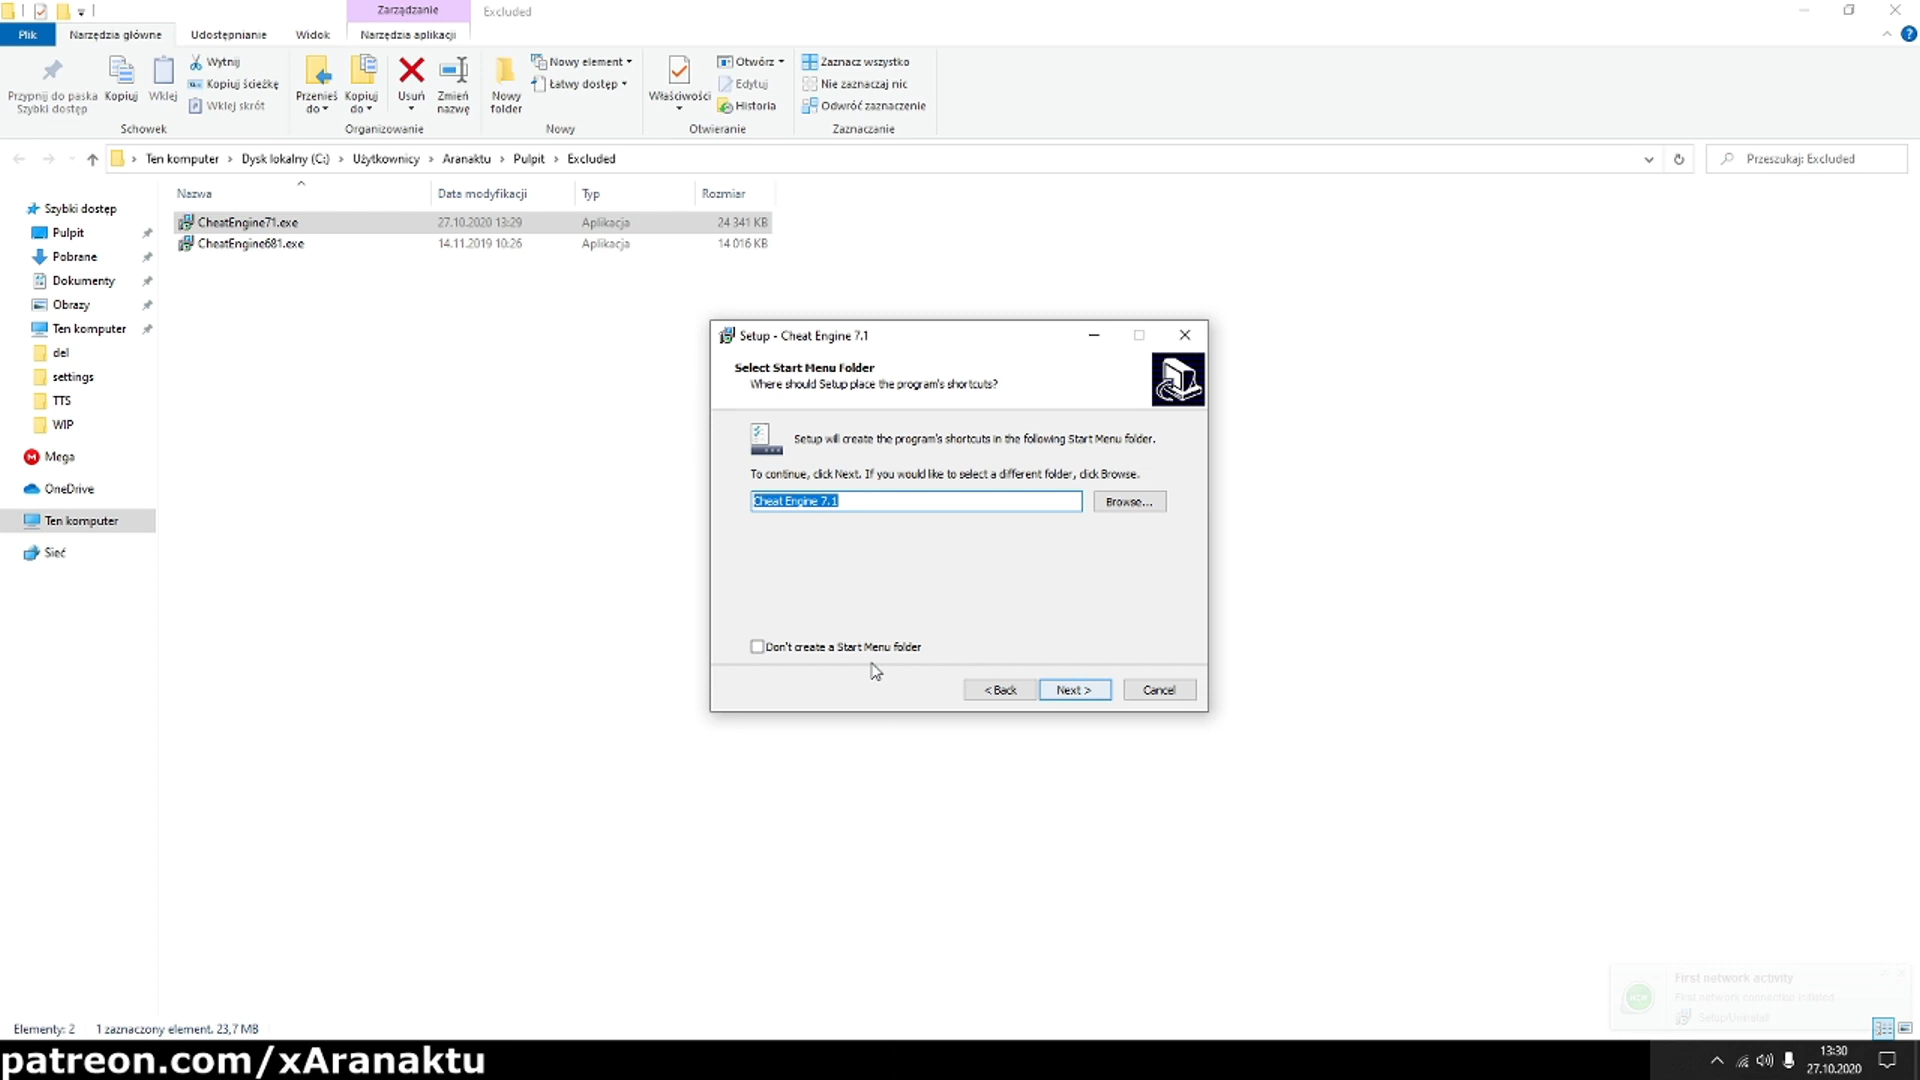 Zarządzanie
Excluded
Plik
Narzędzia główne
Udostępnianie
Widok
Narzędzia aplikacji
Przypnij do paska
Szybki dostęp
Kopiuj
Wklej
Wytnij
Kopiuj ścieżkę
Wklej skrót
Schowek
Przenieś
do
Kopiuj
do
Usuń
Zmień
nazwę
Organizowanie
Nowy
folder
Nowy element
Łatwy dostęp
Nowy
Właściwości
Otwórz
Edytuj
Historia
Otwieranie
Zaznacz wszystko
Nie zaznaczaj nic
Odwróć zaznaczenie
Zaznaczanie
Ten komputer > Dysk lokalny (C:) > Użytkownicy > Aranaktu > Pulpit > Excluded
Przeszukaj: Excluded
Nazwa
Data modyfikacji
Typ
Rozmiar
CheatEngine71.exe 27.10.2020 13:29 Aplikacja 24 341 KB
CheatEngine681.exe 14.11.2019 10:26 Aplikacja 14 016 KB
Szybki dostęp
Pulpit
Pobrane
Dokumenty
Obrazy
Ten komputer
del
settings
TTS
WIP
Mega
OneDrive
Ten komputer
Sieć
Setup - Cheat Engine 7.1
Select Start Menu Folder
Where should Setup place the program's shortcuts?
Setup will create the program's shortcuts in the following Start Menu folder.
To continue, click Next. If you would like to select a different folder, click Browse.
Cheat Engine 7.1
Browse...
Don't create a Start Menu folder
< Back
Next >
Cancel
First network activity
First network connection initiated
Setup/Uninstall
Elementy: 2
1 zaznaczony element. 23,7 MB
patreon.com/xAranaktu
13:30
27.10.2020